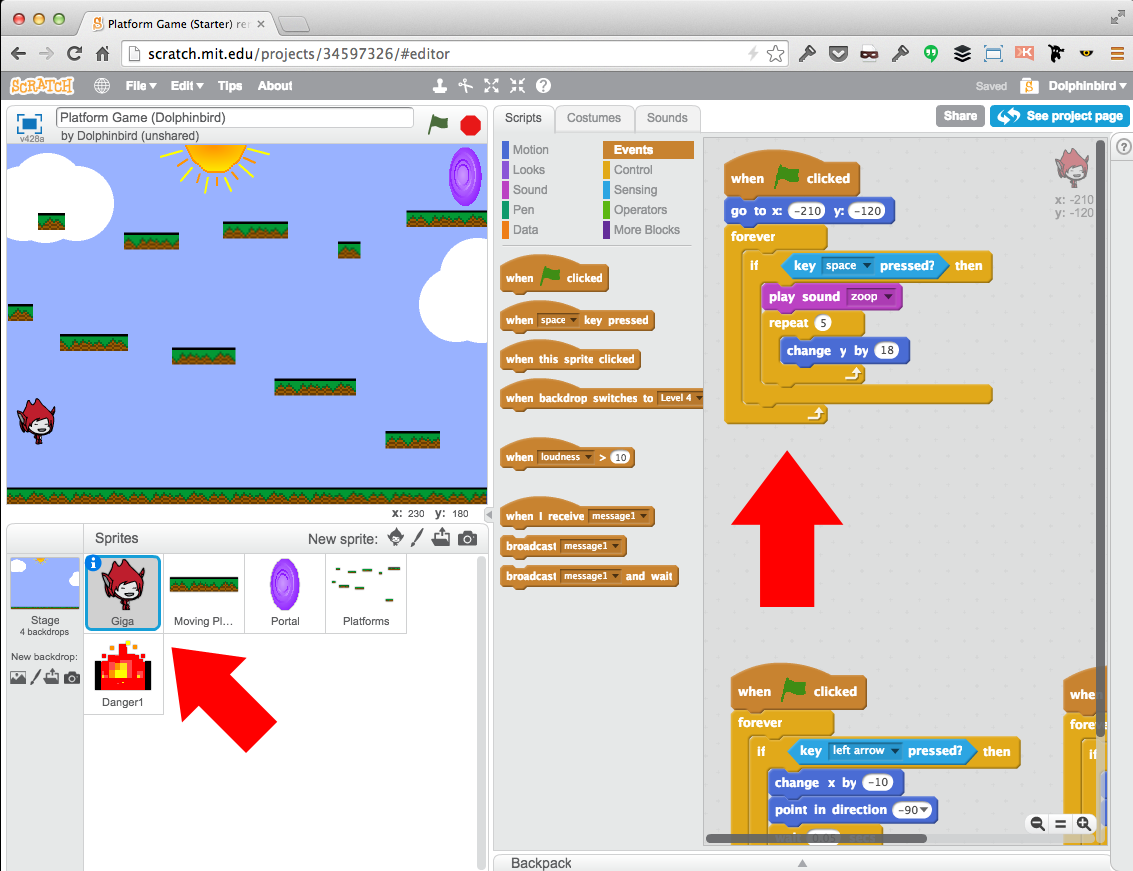 Platform Game (Starter) re
scratch.mit.edu/projects/34597326/#editor
SCRATCH
File Edit Tips About
Saved
Dolphinbird
v428a
Platform Game (Dolphinbird)
by Dolphinbird (unshared)
Scripts Costumes Sounds
Share
See project page
Motion
Looks
Sound
Pen
Data
Events
Control
Sensing
Operators
More Blocks
when clicked
when space key pressed
when this sprite clicked
when backdrop switches to Level 4
when loudness > 10
when I receive message1
broadcast message1
broadcast message1 and wait
when clicked
go to x: -210 y: -120
forever
if key space pressed? then
play sound zoop
repeat 5
change y by 18
x: -210
y: -120
when clicked
forever
if key left arrow pressed? then
change x by -10
point in direction -90
0.05
whe
fore
if
x: 230 y: 180
Sprites
New sprite:
Stage
4 backdrops
New backdrop:
Giga
Moving Pl...
Portal
Platforms
Danger1
Backpack